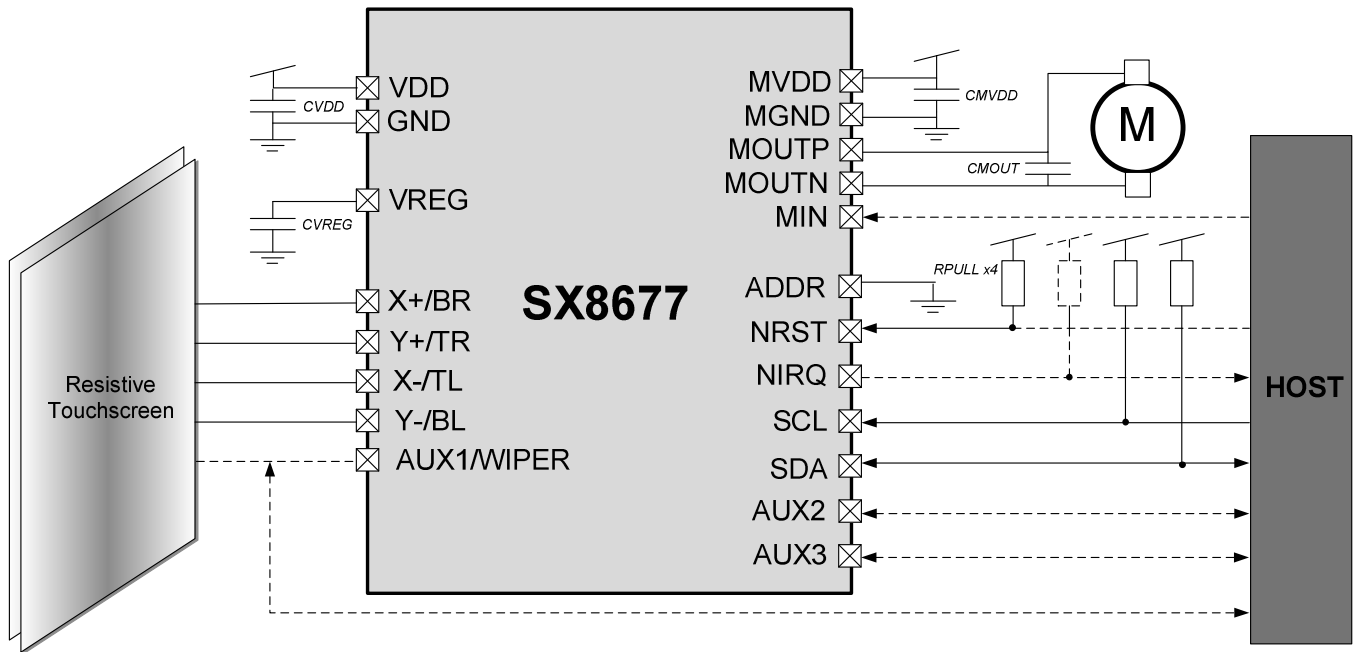 VDD
CVDD
GND
VREG
CVREG
X+/BR
Y+/TR
X-/TL
Y-/BL
AUX1/WIPER
Resistive
Touchscreen
SX8677
MVDD
CMVDD
MGND
MOUTP
CMOUT
MOUTN
MIN
M
ADDR
RPULL x4
NRST
NIRQ
SCL
SDA
AUX2
AUX3
HOST